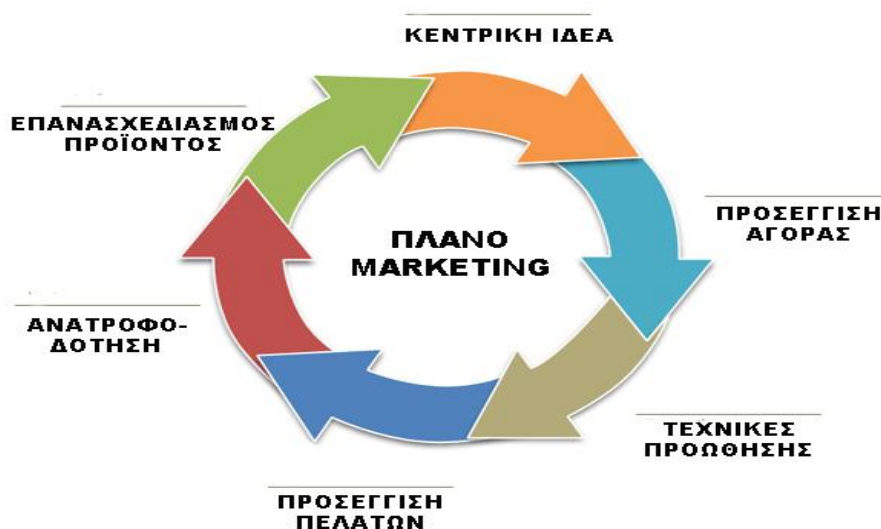 ΚΕΝΤΡΙΚΗ ΙΔΕΑ
ΠΡΟΣΕΓΓΙΣΗ
ΑΓΟΡΑΣ
ΤΕΧΝΙΚΕΣ
ΠΡΟΩΘΗΣΗΣ
ΠΡΟΣΕΓΓΙΣΗ
ΠΕΛΑΤΩΝ
ΑΝΑΤΡΟΦΟ-
ΔΟΤΗΣΗ
ΕΠΑΝΑΣΧΕΔΙΑΣΜΟΣ
ΠΡΟΪΟΝΤΟΣ
ΠΛΑΝΟ
MARKETING